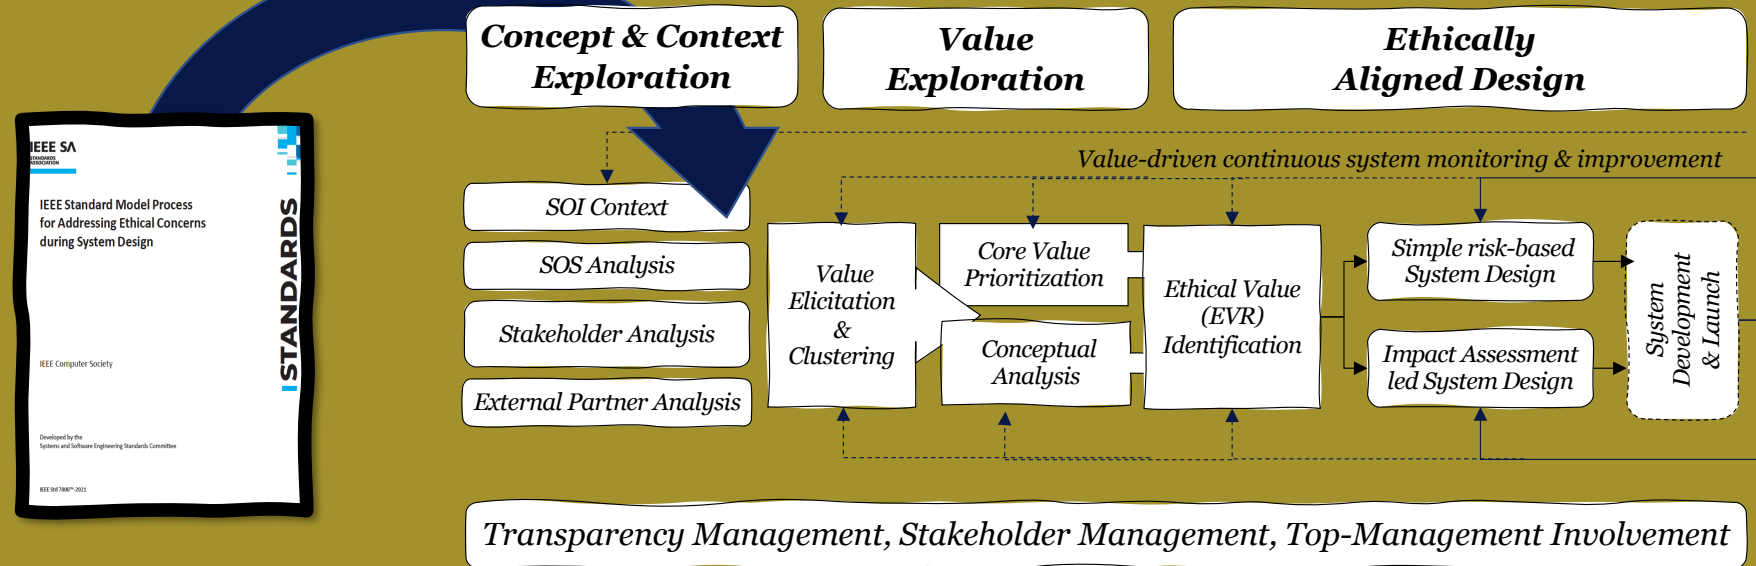 Concept & Context
Exploration
Value
Exploration
Ethically
Aligned Design
IEEE SA
STANDARDS
ASSOCIATION
IEEE Standard Model Process
for Addressing Ethical Concerns
during System Design
STANDARDS
IEEE Computer Society
Developed by the
Systems and Software Engineering Standards Committee
IEEE Std 7000™-2021
Value-driven continuous system monitoring & improvement
SOI Context
SOS Analysis
Stakeholder Analysis
External Partner Analysis
Value
Elicitation
&
Clustering
Core Value
Prioritization
Conceptual
Analysis
Ethical Value
(EVR)
Identification
Simple risk-based
System Design
Impact Assessment
led System Design
System
Development
& Launch
Transparency Management, Stakeholder Management, Top-Management Involvement